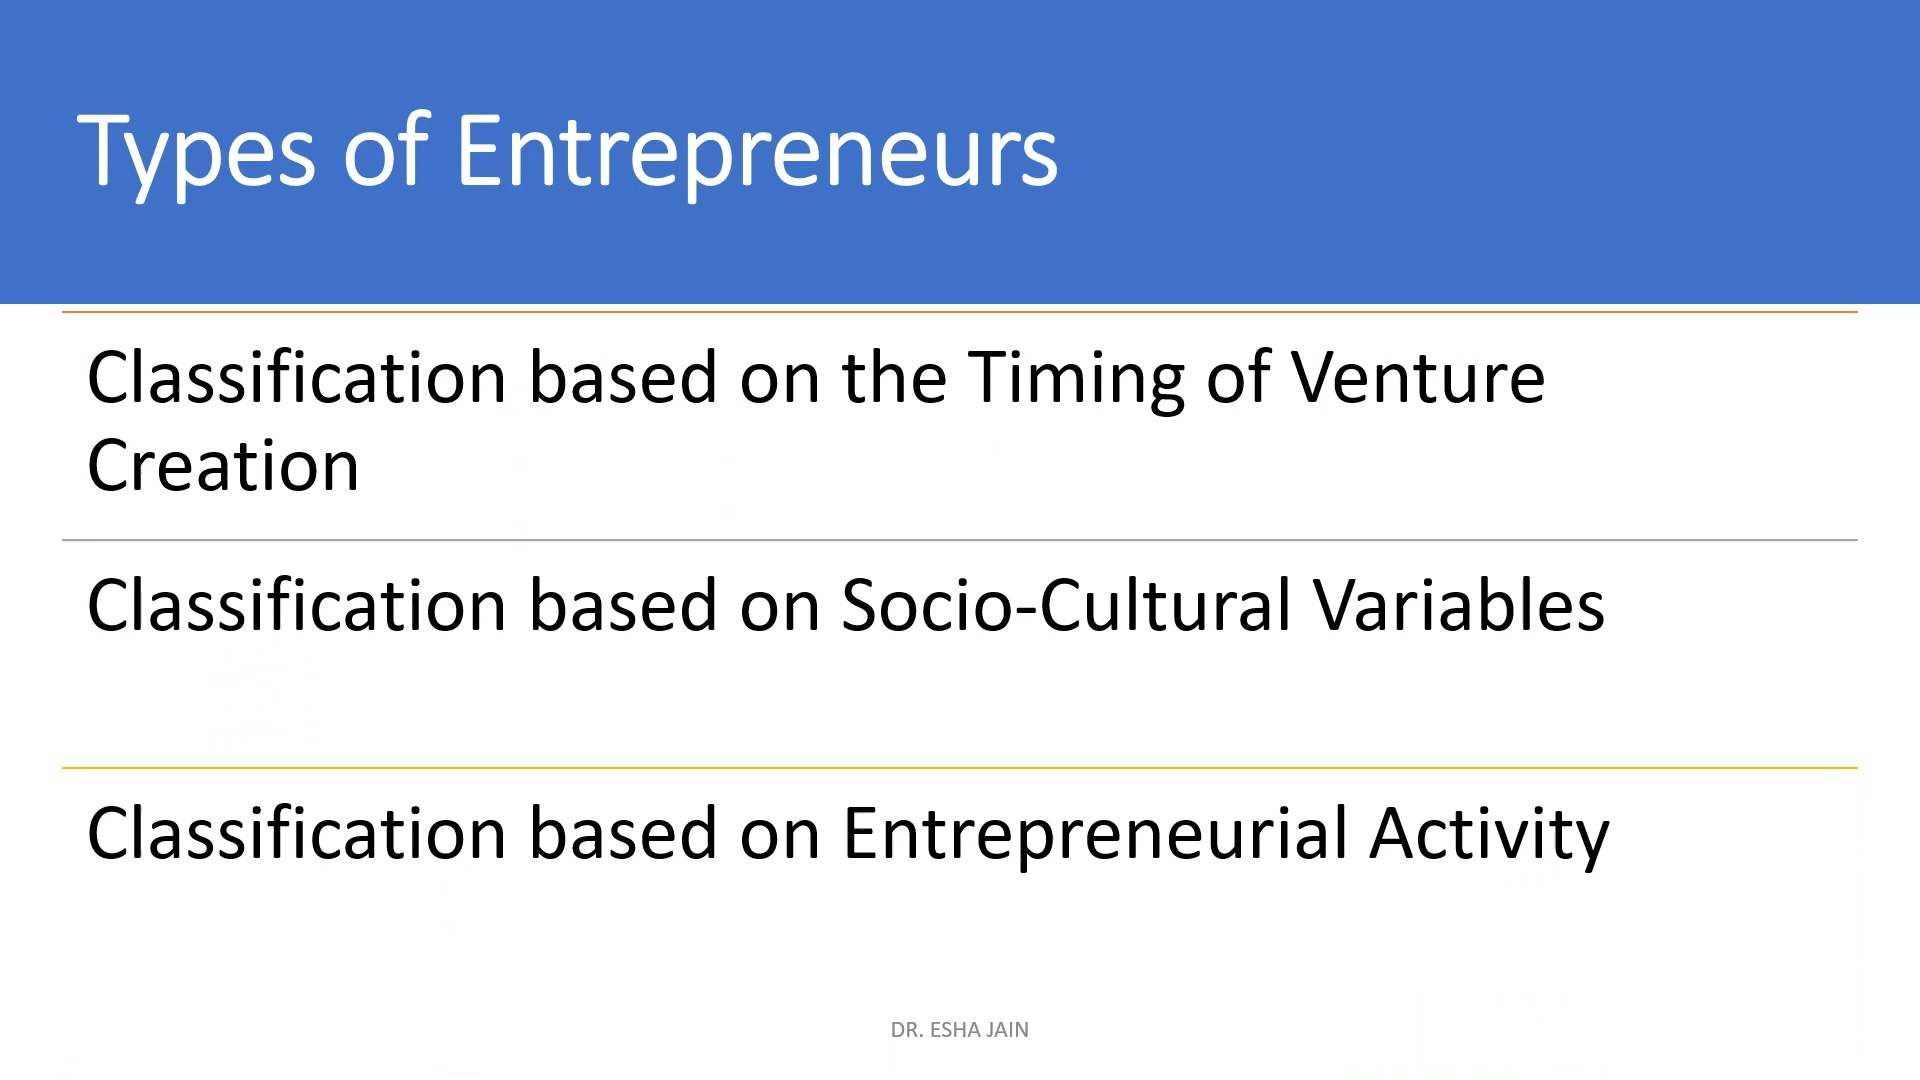 Types of Entrepreneurs
Classification based on the Timing of Venture
Creation
Classification based on Socio-Cultural Variables
Classification based on Entrepreneurial Activity
DR. ESHA JAIN